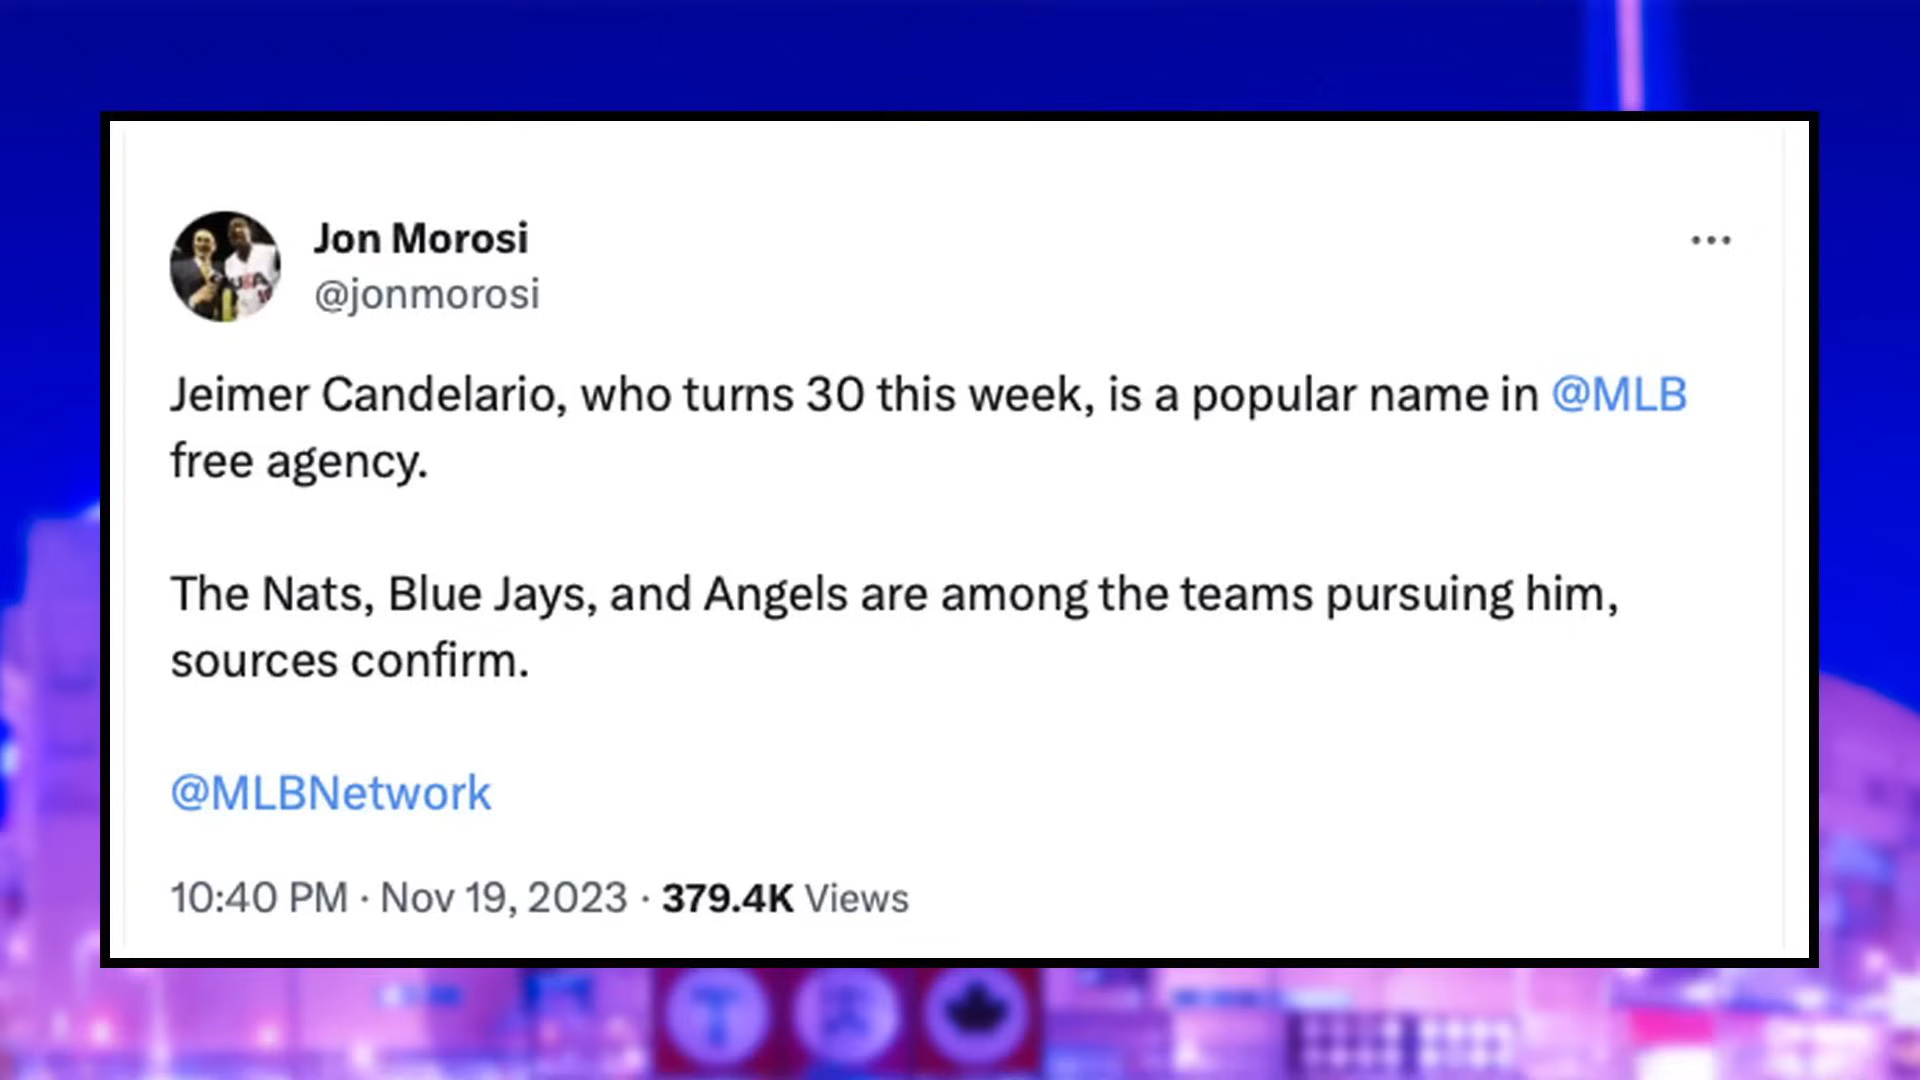 Jon Morosi
@jonmorosi
Jeimer Candelario, who turns 30 this week, is a popular name in @MLB
free agency.
The Nats, Blue Jays, and Angels are among the teams pursuing him,
sources confirm.
@MLBNetwork
10:40 PM · Nov 19, 2023 · 379.4K Views